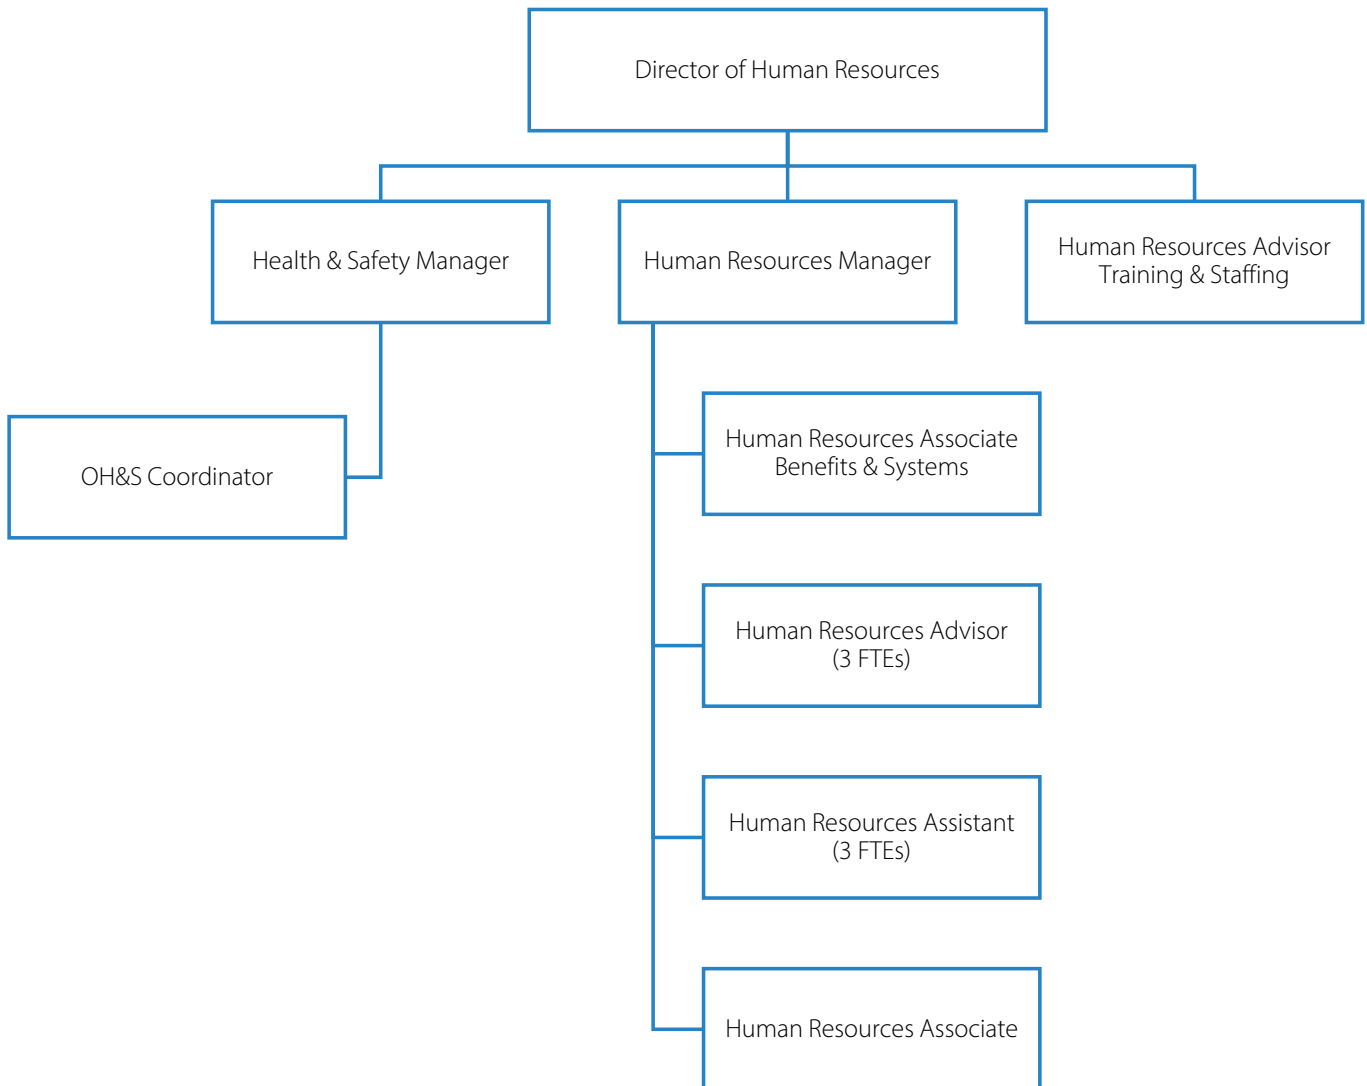 Director of Human Resources
Health & Safety Manager
Human Resources Manager
Human Resources Advisor
Training & Staffing
OH&S Coordinator
Human Resources Associate
Benefits & Systems
Human Resources Advisor
(3 FTEs)
Human Resources Assistant
(3 FTEs)
Human Resources Associate